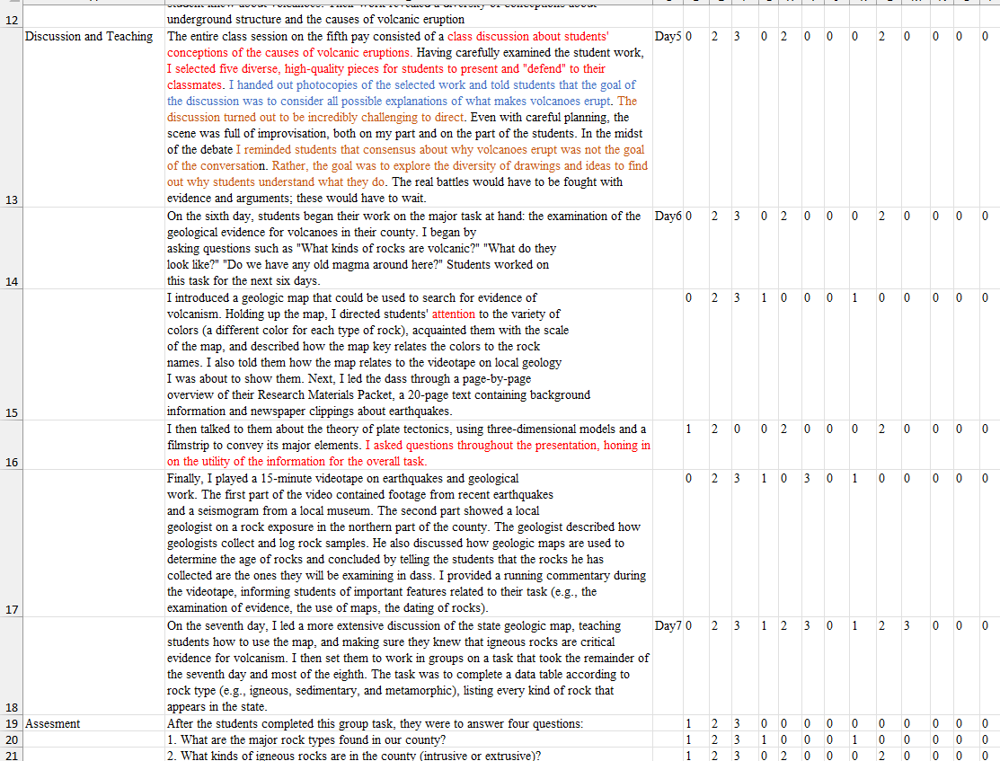 12
underground structure and the causes of volcanic eruption
Discussion and Teaching
The entire class session on the fifth pay consisted of a class discussion about students'
conceptions of the causes of volcanic eruptions. Having carefully examined the student work,
I selected five diverse, high-quality pieces for students to present and "defend" to their
classmates. I handed out photocopies of the selected work and told students that the goal of
the discussion was to consider all possible explanations of what makes volcanoes erupt. The
discussion turned out to be incredibly challenging to direct. Even with careful planning, the
scene was full of improvisation, both on my part and on the part of the students. In the midst
of the debate I reminded students that consensus about why volcanoes erupt was not the goal
of the conversation. Rather, the goal was to explore the diversity of drawings and ideas to find
out why students understand what they do. The real battles would have to be fought with
evidence and arguments; these would have to wait.
Day5 0 2 3 0 2 0 0 0 2 0 0 0 0
13
On the sixth day, students began their work on the major task at hand: the examination of the
geological evidence for volcanoes in their county. I began by
asking questions such as "What kinds of rocks are volcanic?" "What do they
look like?" "Do we have any old magma around here?" Students worked on
this task for the next six days.
Day6 0 2 3 0 2 0 0 0 2 0 0 0 0
14
I introduced a geologic map that could be used to search for evidence of
volcanism. Holding up the map, I directed students' attention to the variety of
colors (a different color for each type of rock), acquainted them with the scale
of the map, and described how the map key relates the colors to the rock
names. I also told them how the map relates to the videotape on local geology
I was about to show them. Next, I led the dass through a page-by-page
overview of their Research Materials Packet, a 20-page text containing background
information and newspaper clippings about earthquakes.
0 2 3 1 0 0 0 1 0 0 0 0 0
15
I then talked to them about the theory of plate tectonics, using three-dimensional models and a
filmstrip to convey its major elements. I asked questions throughout the presentation, honing in
on the utility of the information for the overall task.
1 2 0 0 2 0 0 0 2 0 0 0 0
16
Finally, I played a 15-minute videotape on earthquakes and geological
work. The first part of the video contained footage from recent earthquakes
and a seismogram from a local museum. The second part showed a local
geologist on a rock exposure in the northern part of the county. The geologist described how
geologists collect and log rock samples. He also discussed how geologic maps are used to
determine the age of rocks and concluded by telling the students that the rocks he has
collected are the ones they will be examining in dass. I provided a running commentary during
the videotape, informing students of important features related to their task (e.g., the
examination of evidence, the use of maps, the dating of rocks).
0 2 3 1 0 3 0 1 0 0 0 0 0
17
On the seventh day, I led a more extensive discussion of the state geologic map, teaching
students how to use the map, and making sure they knew that igneous rocks are critical
evidence for volcanism. I then set them to work in groups on a task that took the remainder of
the seventh day and most of the eighth. The task was to complete a data table according to
rock type (e.g., igneous, sedimentary, and metamorphic), listing every kind of rock that
appears in the state.
Day7 0 2 3 1 2 3 0 1 2 3 0 0 0
18
19 Assesment After the students completed this group task, they were to answer four questions: 1 2 3 0 0 0 0 0 0 0 0 0 0
20 1. What are the major rock types found in our county? 1 2 3 1 0 0 0 1 0 0 0 0 0
21 2. What kinds of igneous rocks are in the county (intrusive or extrusive)? 1 2 3 0 2 0 0 0 2 0 0 0 0